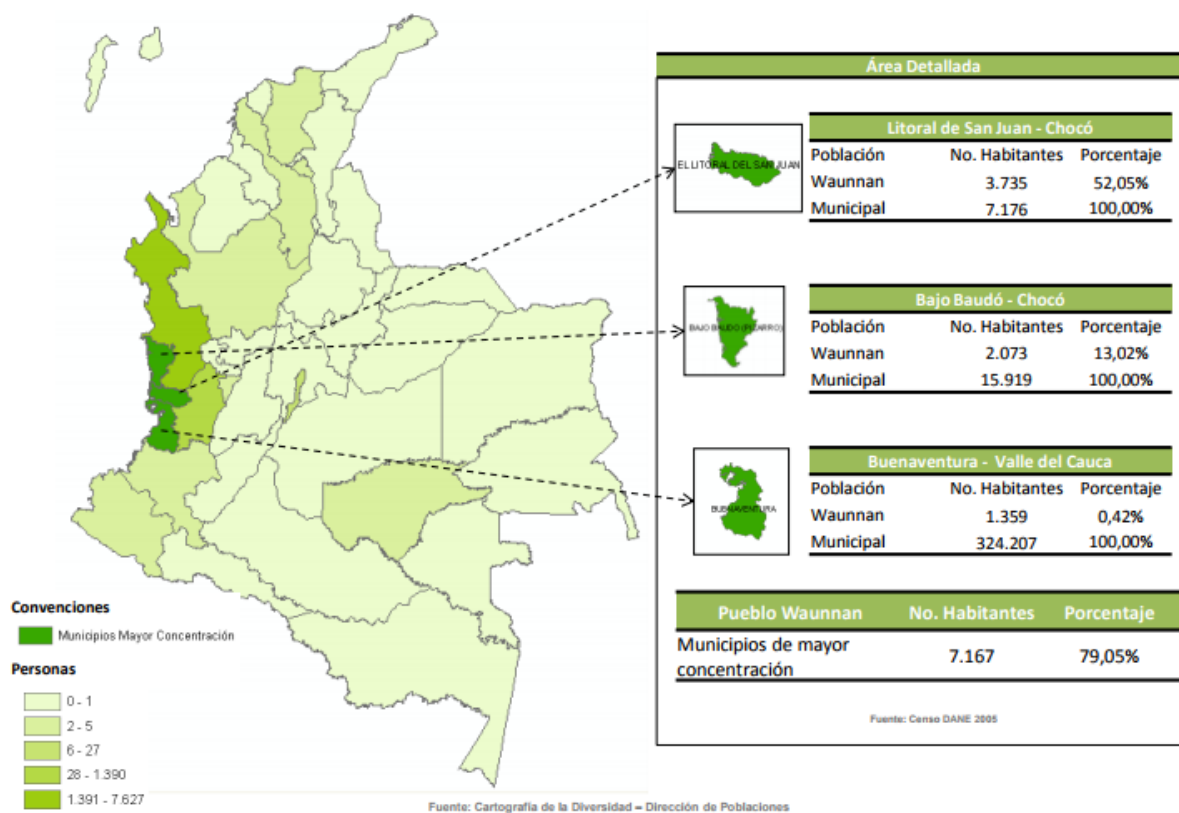 Área Detallada
Litoral de San Juan - Chocó
Población No. Habitantes Porcentaje
Waunnan 3.735 52,05%
Municipal 7.176 100,00%
EL LITORAL DEL SAN JUAN
Bajo Baudó - Chocó
Población No. Habitantes Porcentaje
Waunnan 2.073 13,02%
Municipal 15.919 100,00%
BAJO BAUDO (PIZARRO)
Buenaventura - Valle del Cauca
Población No. Habitantes Porcentaje
Waunnan 1.359 0,42%
Municipal 324.207 100,00%
BUENAVENTURA
Pueblo Waunnan No. Habitantes Porcentaje
Municipios de mayor
concentración 7.167 79,05%
Fuente: Censo DANE 2005
Convenciones
Municipios Mayor Concentración
Personas
0 - 1
2 - 5
6 - 27
28 - 1.390
1.391 - 7.627
Fuente: Cartografía de la Diversidad – Dirección de Poblaciones